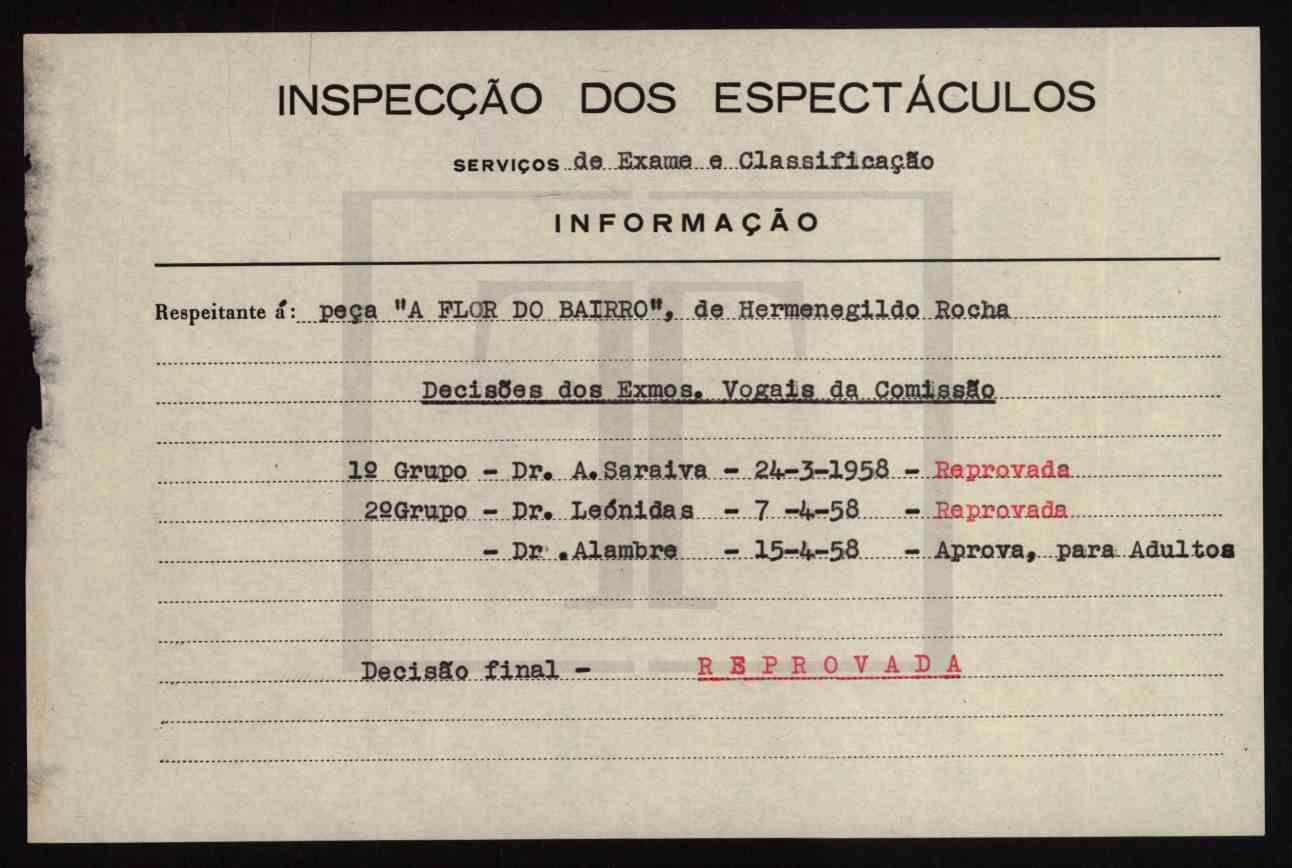 INSPECÇÃO DOS ESPECTÁCULOS
SERVIÇOS de Exame e Classificação
INFORMAÇÃO
Respeitante á: peça "A FLOR DO BAIRRO", de Hermenegildo Rocha
Decisões dos Exmos. Vogais da Comissão
1º Grupo - Dr. A.Saraiva - 24-3-1958 - Reprovada
2ºGrupo - Dr. Leónidas - 7 -4-58 - Reprovada
- Dr .Alambre - 15-4-58 - Aprova, para Adultos
Decisão final - R E P R O V A D A